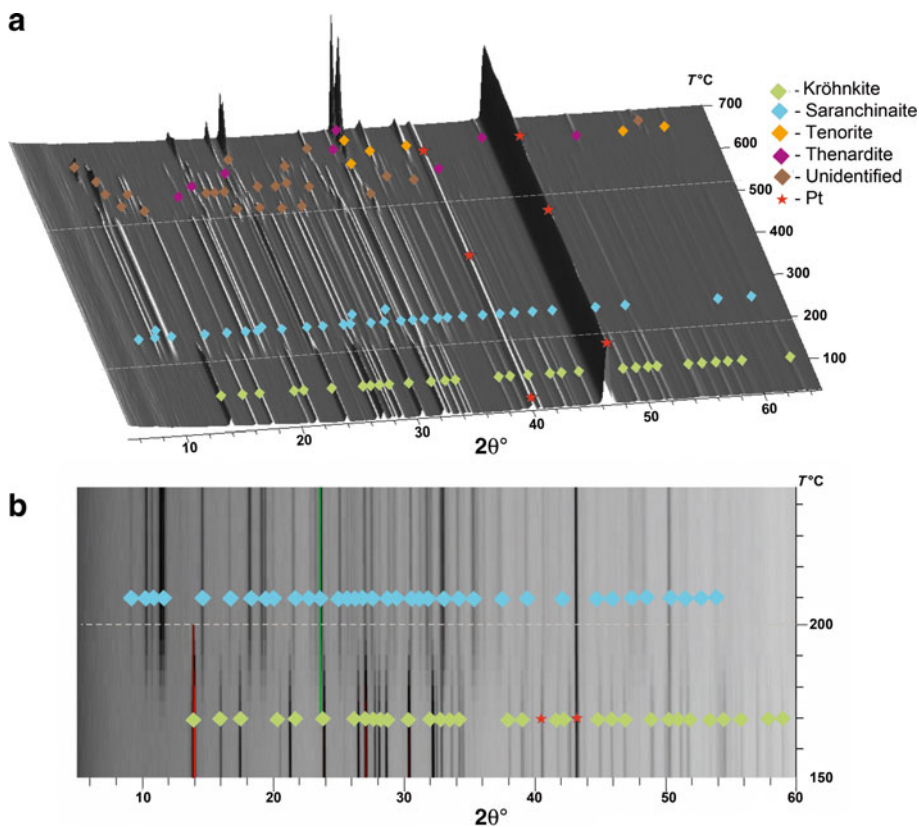 a
T°C
700
600
500
400
300
200
100
- Kröhnkite
- Saranchinaite
- Tenorite
- Thenardite
- Unidentified
- Pt
10 20 30 40 50 60
2θ°
b
T°C
200
150
10 20 30 40 50 60
2θ°